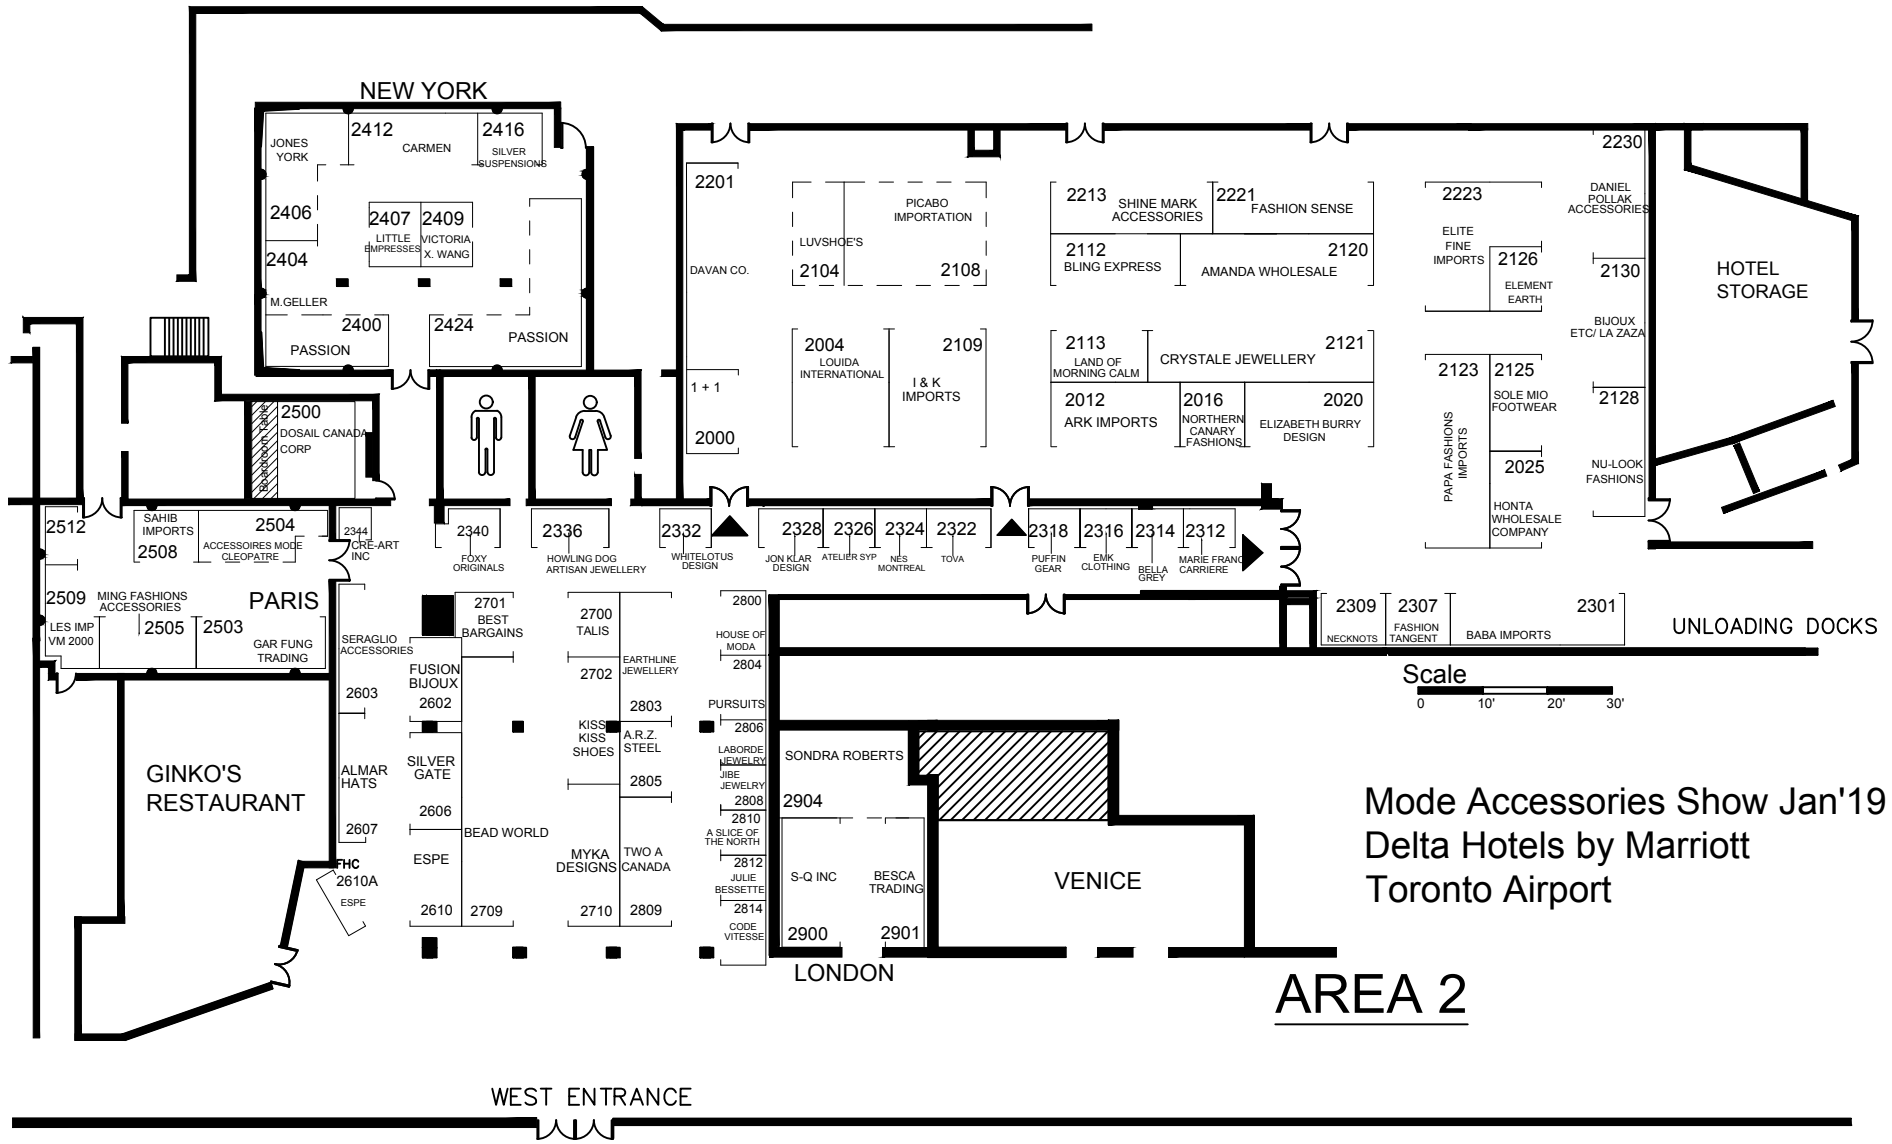 NEW YORK
JONES
YORK
2412
CARMEN
2416
SILVER
SUSPENSIONS
2406
2407
LITTLE
EMPRESSES
2409
VICTORIA
X. WANG
2404
M.GELLER
2400
PASSION
2424
PASSION
2201
DAVAN CO.
1 + 1
2000
LUVSHOE'S
2104
PICABO
IMPORTATION
2108
2004
LOUIDA
INTERNATIONAL
2109
I & K
IMPORTS
2213
SHINE MARK
ACCESSORIES
2221
FASHION SENSE
2112
BLING EXPRESS
2120
AMANDA WHOLESALE
2113
LAND OF
MORNING CALM
2121
CRYSTALE JEWELLERY
2012
ARK IMPORTS
2016
NORTHERN
CANARY
FASHIONS
2020
ELIZABETH BURRY
DESIGN
2223
ELITE
FINE
IMPORTS
2126
ELEMENT
EARTH
2123
PAPA FASHIONS
IMPORTS
2125
SOLE MIO
FOOTWEAR
2025
HONTA
WHOLESALE
COMPANY
2230
DANIEL
POLLAK
ACCESSORIES
2130
BIJOUX
ETC/ LA ZAZA
2128
NU-LOOK
FASHIONS
HOTEL
STORAGE
Boardroom Table
2500
DOSAIL CANADA
CORP
2512
SAHIB
IMPORTS
2508
2504
ACCESSOIRES MODE
CLEOPATRE
2344
CRE-ART
INC
2509
MING FASHIONS
ACCESSORIES
2505
LES IMP
VM 2000
PARIS
2503
GAR FUNG
TRADING
2340
FOXY
ORIGINALS
2336
HOWLING DOG
ARTISAN JEWELLERY
2332
WHITELOTUS
DESIGN
2328
JON KLAR
DESIGN
2326
ATELIER SYP
2324
NES
MONTREAL
2322
TOVA
2318
PUFFIN
GEAR
2316
EMK
CLOTHING
2314
BELLA
GREY
2312
MARIE FRANC
CARRIERE
2309
NECKNOTS
2307
FASHION
TANGENT
2301
BABA IMPORTS
UNLOADING DOCKS
Scale
0 10' 20' 30'
SERAGLIO
ACCESSORIES
2603
ALMAR
HATS
2607
FHC
2610A
ESPE
2701
BEST
BARGAINS
FUSION
BIJOUX
2602
SILVER
GATE
2606
BEAD WORLD
ESPE
2610
2709
2700
TALIS
2702
EARTHLINE
JEWELLERY
2803
KISS
KISS
SHOES
A.R.Z.
STEEL
2805
MYKA
DESIGNS
TWO A
CANADA
2710
2809
2800
HOUSE OF
MODA
2804
PURSUITS
2806
LABORDE
JEWELRY
JIBE
JEWELRY
2808
2810
A SLICE OF
THE NORTH
2812
JULIE
BESSETTE
2814
CODE
VITESSE
SONDRA ROBERTS
2904
S-Q INC
2900
BESCA
TRADING
2901
LONDON
VENICE
GINKO'S
RESTAURANT
Mode Accessories Show Jan'19
Delta Hotels by Marriott
Toronto Airport
AREA 2
WEST ENTRANCE